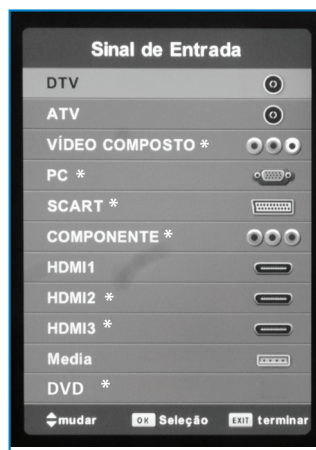 Sinal de Entrada
DTV
ATV
VÍDEO COMPOSTO *
PC *
SCART *
COMPONENTE *
HDMI1
HDMI2 *
HDMI3 *
Media
DVD *
mudar OK Seleção EXIT terminar